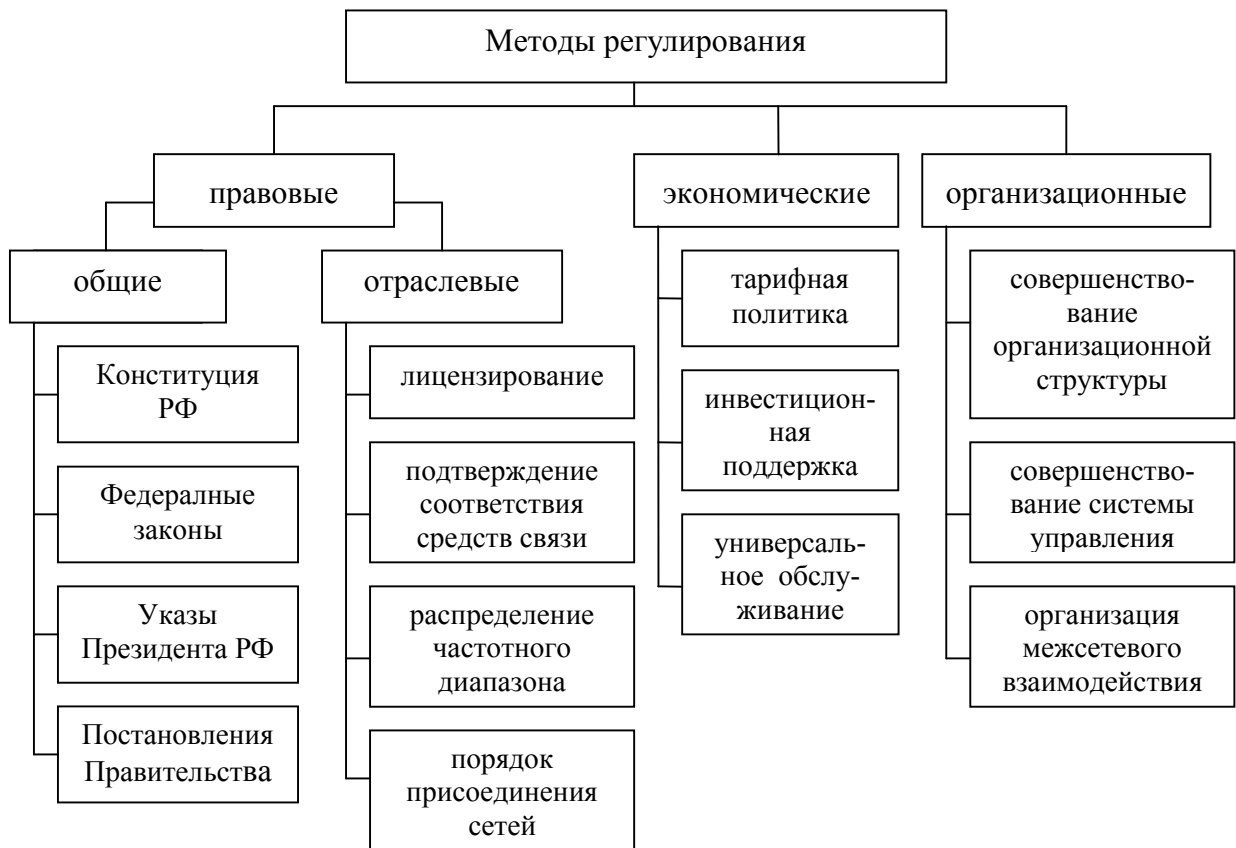 Методы регулирования
правовые
экономические
организационные
общие
отраслевые
Конституция
РФ
Федералные
законы
Указы
Президента РФ
Постановления
Правительства
лицензирование
подтверждение
соответствия
средств связи
распределение
частотного
диапазона
порядок
присоединения
сетей
тарифная
политика
инвестицион-
ная
поддержка
универсаль-
ное обслу-
живание
совершенство-
вание
организационной
структуры
совершенство-
вание системы
управления
организация
межсетевого
взаимодействия